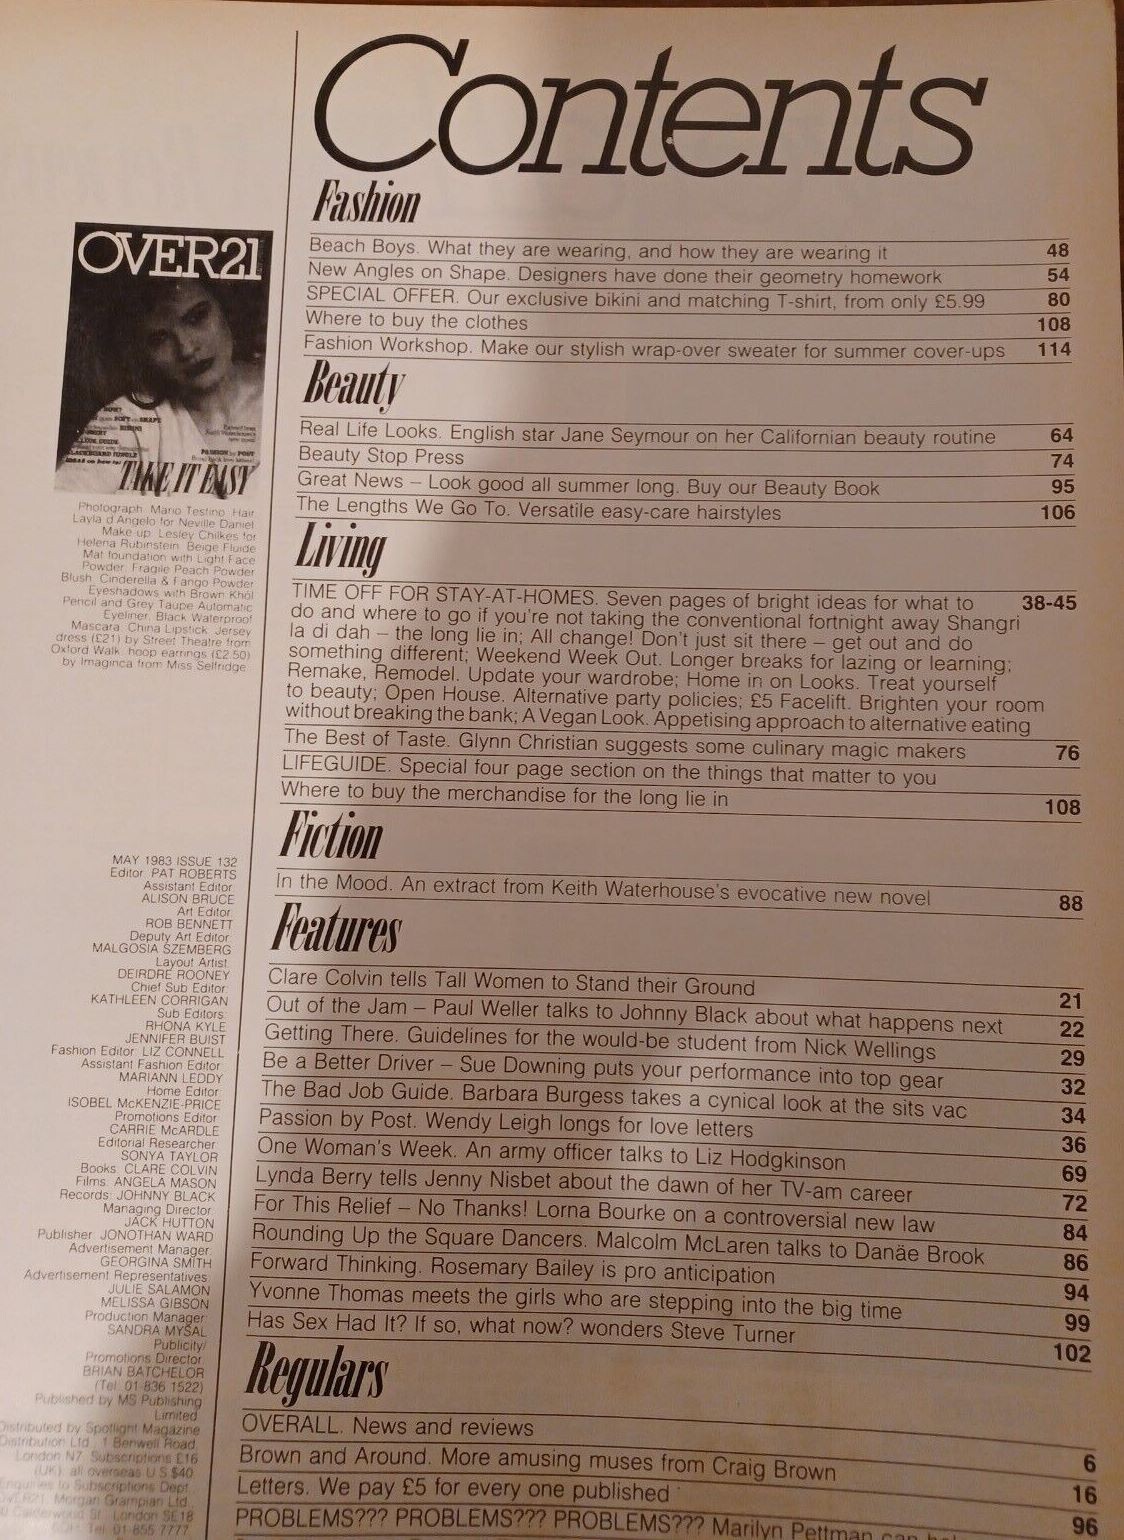 Contents
Fashion
Beach Boys. What they are wearing, and how they are wearing it 48
New Angles on Shape. Designers have done their geometry homework 54
SPECIAL OFFER. Our exclusive bikini and matching T-shirt, from only £5.99 80
Where to buy the clothes 108
Fashion Workshop. Make our stylish wrap-over sweater for summer cover-ups 114
Beauty
Real Life Looks. English star Jane Seymour on her Californian beauty routine 64
Beauty Stop Press 74
Great News – Look good all summer long. Buy our Beauty Book 95
The Lengths We Go To. Versatile easy-care hairstyles 106
Living
TIME OFF FOR STAY-AT-HOMES. Seven pages of bright ideas for what to 38-45
do and where to go if you're not taking the conventional fortnight away Shangri
la di dah – the long lie in; All change! Don't just sit there – get out and do
something different; Weekend Week Out. Longer breaks for lazing or learning;
Remake, Remodel. Update your wardrobe; Home in on Looks. Treat yourself
to beauty; Open House. Alternative party policies; £5 Facelift. Brighten your room
without breaking the bank; A Vegan Look. Appetising approach to alternative eating
The Best of Taste. Glynn Christian suggests some culinary magic makers 76
LIFEGUIDE. Special four page section on the things that matter to you
Where to buy the merchandise for the long lie in 108
Fiction
In the Mood. An extract from Keith Waterhouse's evocative new novel 88
Features
Clare Colvin tells Tall Women to Stand their Ground 21
Out of the Jam – Paul Weller talks to Johnny Black about what happens next 22
Getting There. Guidelines for the would-be student from Nick Wellings 29
Be a Better Driver – Sue Downing puts your performance into top gear 32
The Bad Job Guide. Barbara Burgess takes a cynical look at the sits vac 34
Passion by Post. Wendy Leigh longs for love letters 36
One Woman's Week. An army officer talks to Liz Hodgkinson 69
Lynda Berry tells Jenny Nisbet about the dawn of her TV-am career 72
For This Relief – No Thanks! Lorna Bourke on a controversial new law 84
Rounding Up the Square Dancers. Malcolm McLaren talks to Danäe Brook 86
Forward Thinking. Rosemary Bailey is pro anticipation 94
Yvonne Thomas meets the girls who are stepping into the big time 99
Has Sex Had It? If so, what now? wonders Steve Turner 102
Regulars
OVERALL. News and reviews 6
Brown and Around. More amusing muses from Craig Brown 16
Letters. We pay £5 for every one published 96
PROBLEMS??? PROBLEMS??? PROBLEMS??? Marilyn Pettman can
OVER21
TAKE IT EASY
Photograph: Mario Testino. Hair
Layla d'Angelo for Neville Daniel
Make up: Lesley Chilkes for
Helena Rubinstein. Beige Fluide
Mat foundation with Light Face
Powder. Fragile Peach Powder
Blush. Cinderella & Fango Powder
Eyeshadows with Brown Khôl
Pencil and Grey Taupe Automatic
Eyeliner. Black Waterproof
Mascara. China Lipstick. Jersey
dress (£21) by Street Theatre from
Oxford Walk. hoop earrings (£2.50)
by Imaginca from Miss Selfridge.
MAY 1983 ISSUE 132
Editor: PAT ROBERTS
Assistant Editor:
ALISON BRUCE
Art Editor:
ROB BENNETT
Deputy Art Editor:
MALGOSIA SZEMBERG
Layout Artist:
DEIRDRE ROONEY
Chief Sub Editor:
KATHLEEN CORRIGAN
Sub Editors:
RHONA KYLE
JENNIFER BUIST
Fashion Editor: LIZ CONNELL
Assistant Fashion Editor:
MARIANN LEDDY
Home Editor:
ISOBEL McKENZIE-PRICE
Promotions Editor:
CARRIE McARDLE
Editorial Researcher:
SONYA TAYLOR
Books: CLARE COLVIN
Films: ANGELA MASON
Records: JOHNNY BLACK
Managing Director:
JACK HUTTON
Publisher: JONOTHAN WARD
Advertisement Manager:
GEORGINA SMITH
Advertisement Representatives:
JULIE SALAMON
MELISSA GIBSON
Production Manager:
SANDRA MYSAL
Publicity/
Promotions Director:
BRIAN BATCHELOR
(Tel: 01-836 1522)
Published by MS Publishing
Limited
Distributed by Spotlight Magazine
Distribution Ltd., 1 Benwell Road,
London N7. Subscriptions £16
(UK): all overseas U.S.$40
Enquiries to Subscriptions Dept.
OVER21, Morgan Grampian Ltd.,
Calderwood St. London SE18
Tel: 01-855 7777